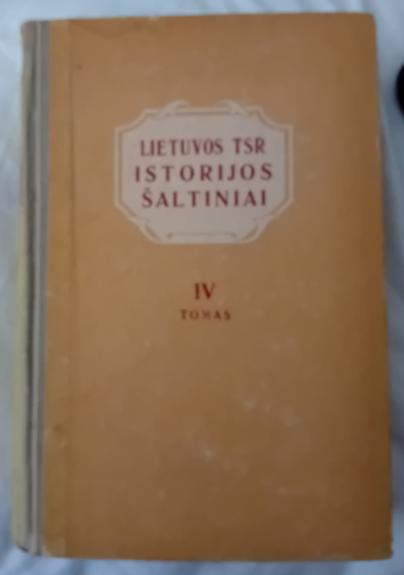 LIETUVOS TSR
ISTORIJOS
ŠALTINIAI
IV
TOMAS